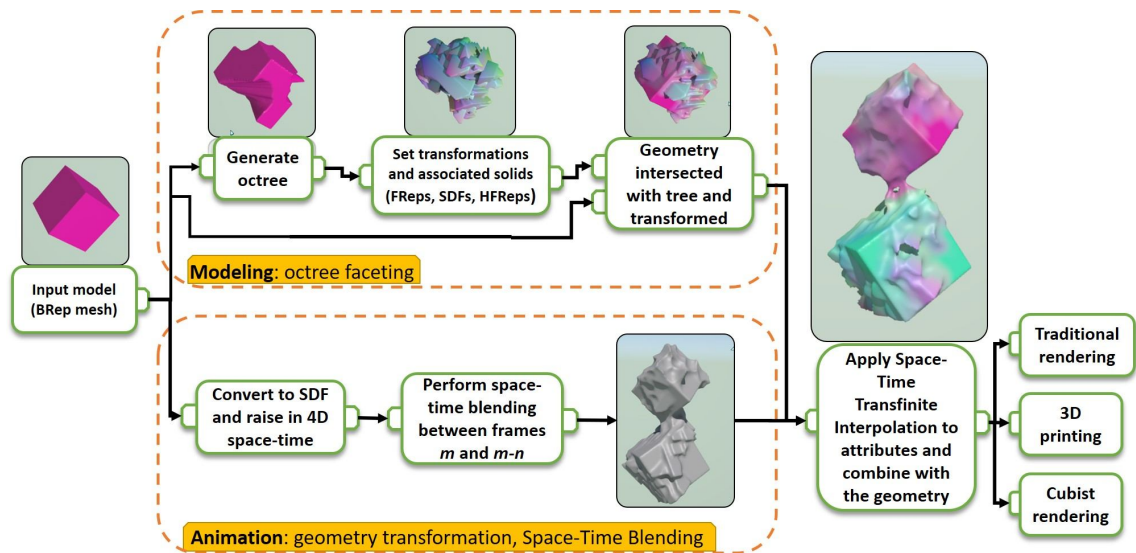 Input model
(BRep mesh)
Generate
octree
Set transformations
and associated solids
(FReps, SDFs, HFReps)
Geometry
intersected
with tree and
transformed
Modeling: octree faceting
Convert to SDF
and raise in 4D
space-time
Perform space-
time blending
between frames
m and m-n
Animation: geometry transformation, Space-Time Blending
Apply Space-
Time
Transfinite
Interpolation to
attributes and
combine with
the geometry
Traditional
rendering
3D
printing
Cubist
rendering